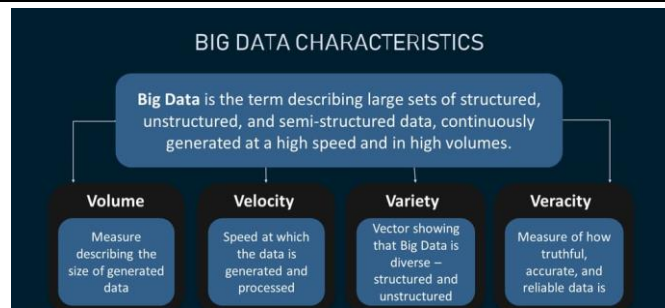 BIG DATA CHARACTERISTICS
Big Data is the term describing large sets of structured,
unstructured, and semi-structured data, continuously
generated at a high speed and in high volumes.
Volume
Measure
describing the
size of generated
data
Velocity
Speed at which
the data is
generated and
processed
Variety
Vector showing
that Big Data is
diverse –
structured and
unstructured
Veracity
Measure of how
truthful,
accurate, and
reliable data is